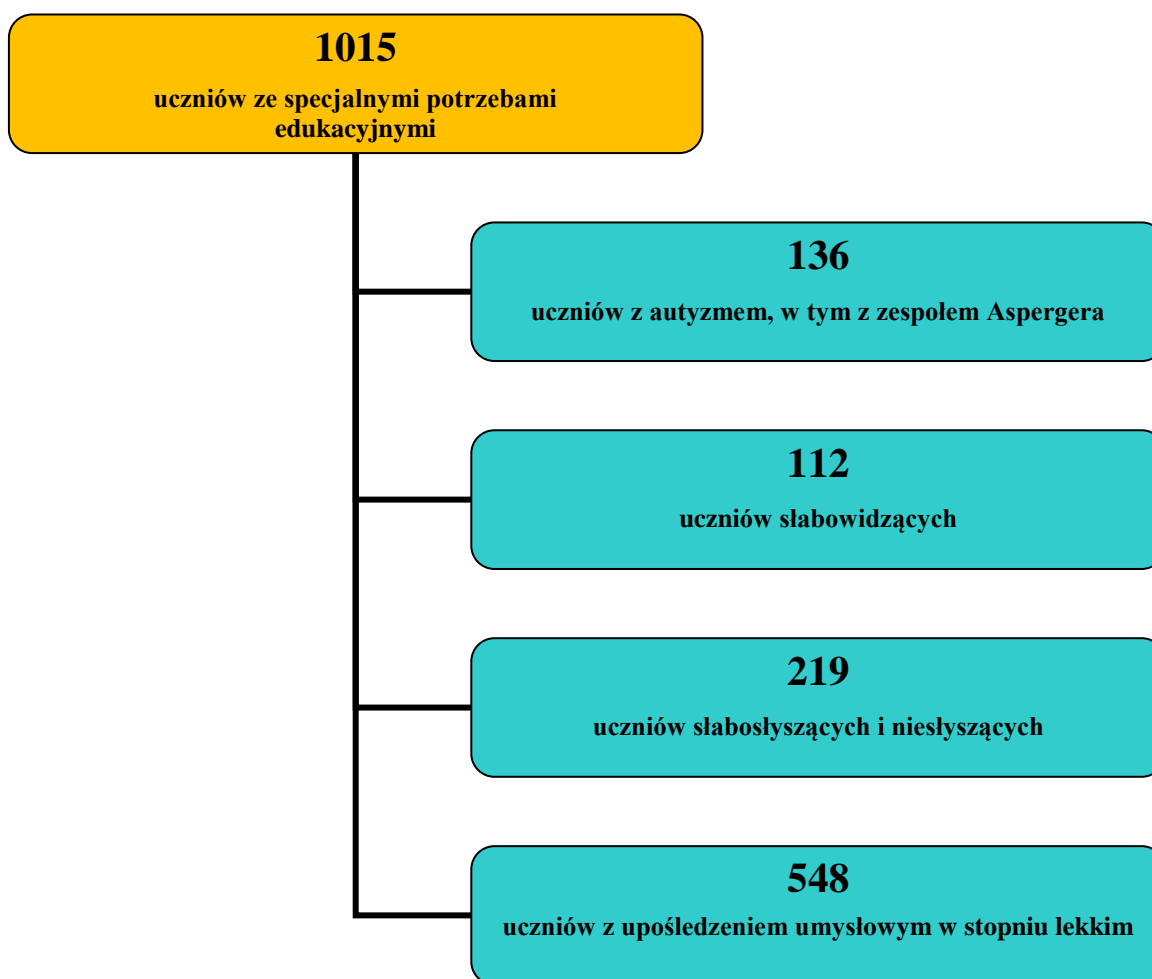 1015
uczniów ze specjalnymi potrzebami
edukacyjnymi
136
uczniów z autyzmem, w tym z zespołem Aspergera
112
uczniów słabowidzących
219
uczniów słabosłyszących i niesłyszących
548
uczniów z upośledzeniem umysłowym w stopniu lekkim